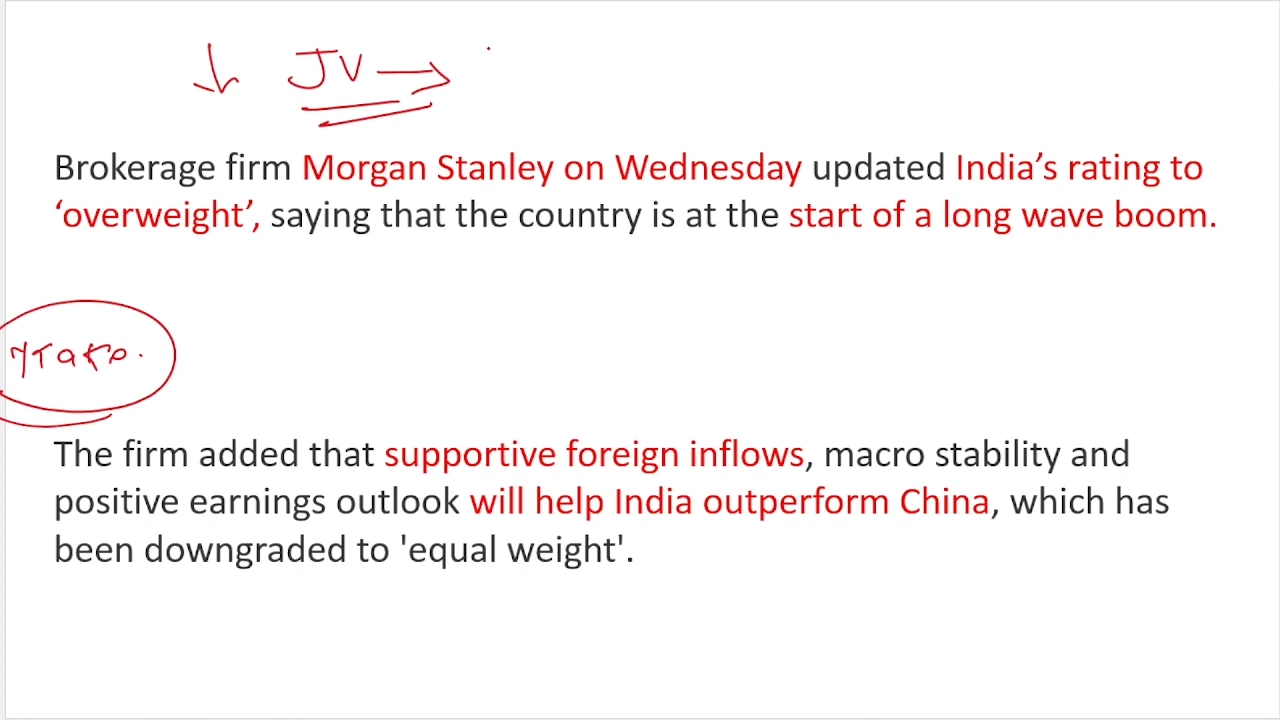 JV
Brokerage firm Morgan Stanley on Wednesday updated India’s rating to
‘overweight’, saying that the country is at the start of a long wave boom.
The firm added that supportive foreign inflows, macro stability and
positive earnings outlook will help India outperform China, which has
been downgraded to 'equal weight'.